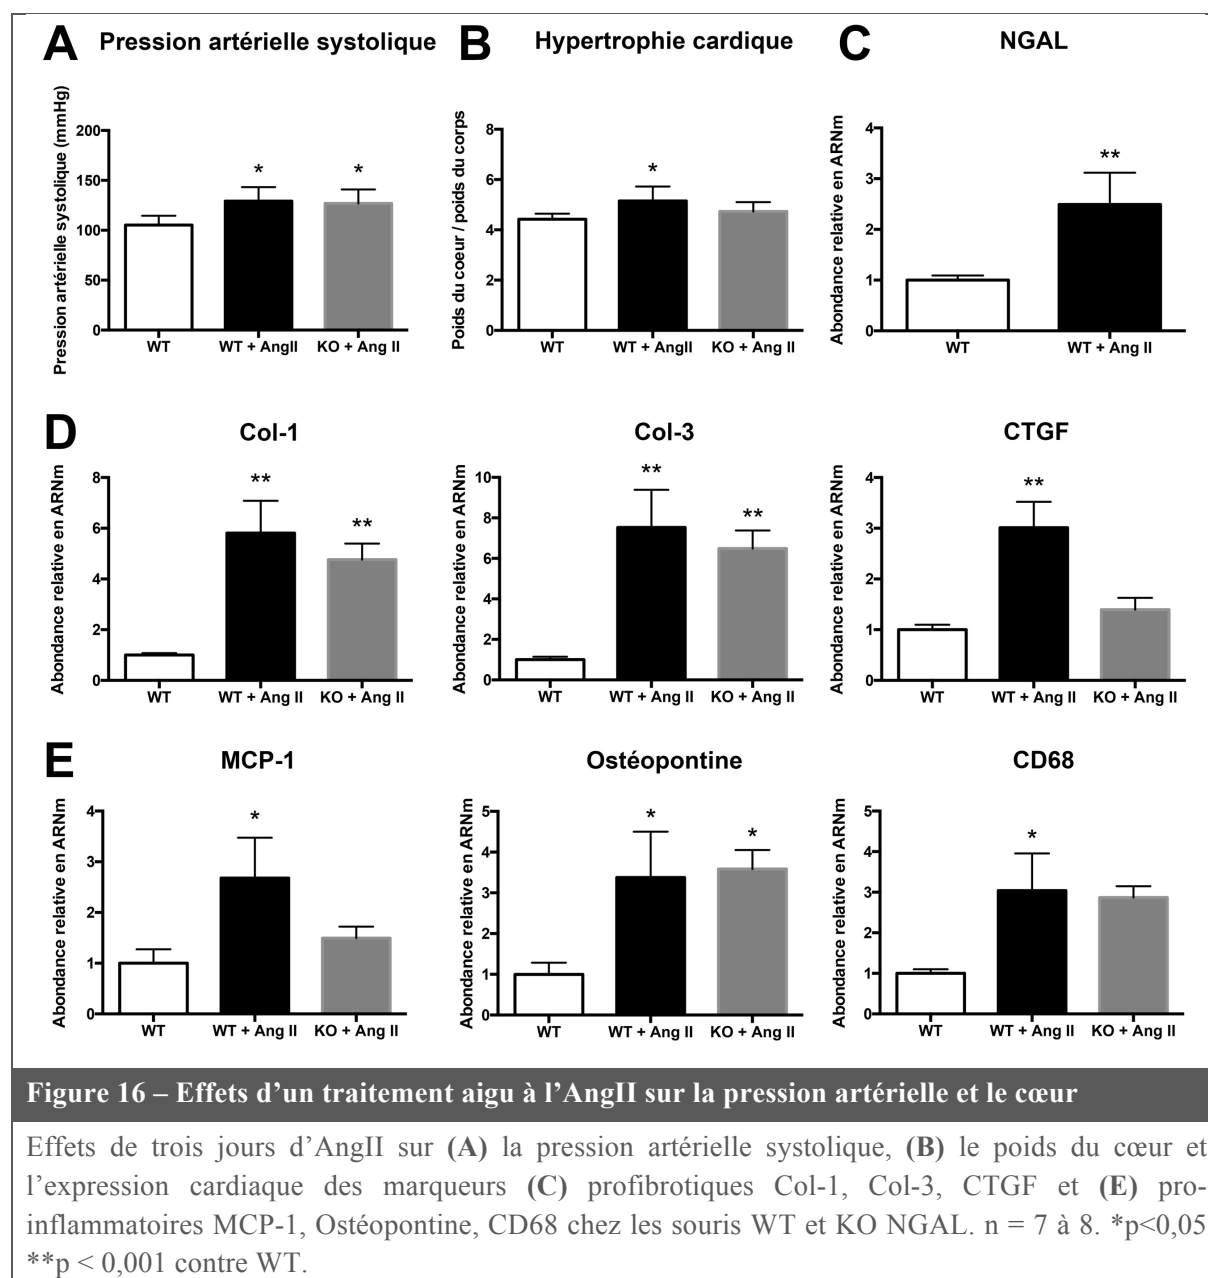 A Pression artérielle systolique
B Hypertrophie cardique
C NGAL
Pression artérielle systolique (mmHg)
200
150
100
50
0
*
*
WT
WT + AngII
KO + Ang II
Poids du coeur / poids du corps
8
6
4
2
0
*
WT
WT + AngII
KO + Ang II
Abondance relative en ARNm
4
3
2
1
0
**
WT
WT + Ang II
D
Col-1
Abondance relative en ARNm
8
6
4
2
0
**
**
WT
WT + Ang II
KO + Ang II
Col-3
Abondance relative en ARNm
10
8
6
4
2
0
**
**
WT
WT + Ang II
KO + Ang II
CTGF
Abondance relative en ARNm
4
3
2
1
0
**
WT
WT + Ang II
KO + Ang II
E
MCP-1
Abondance relative en ARNm
4
3
2
1
0
*
WT
WT + Ang II
KO + Ang II
Ostéopontine
Abondance relative en ARNm
5
4
3
2
1
0
*
*
WT
WT + Ang II
KO + Ang II
CD68
Abondance relative en ARNm
5
4
3
2
1
0
*
WT
WT + Ang II
KO + Ang II
Figure 16 – Effets d’un traitement aigu à l’AngII sur la pression artérielle et le cœur
Effets de trois jours d’AngII sur (A) la pression artérielle systolique, (B) le poids du cœur et
l’expression cardiaque des marqueurs (C) profibrotiques Col-1, Col-3, CTGF et (E) pro-
inflammatoires MCP-1, Ostéopontine, CD68 chez les souris WT et KO NGAL. n = 7 à 8. *p<0,05
**p < 0,001 contre WT.